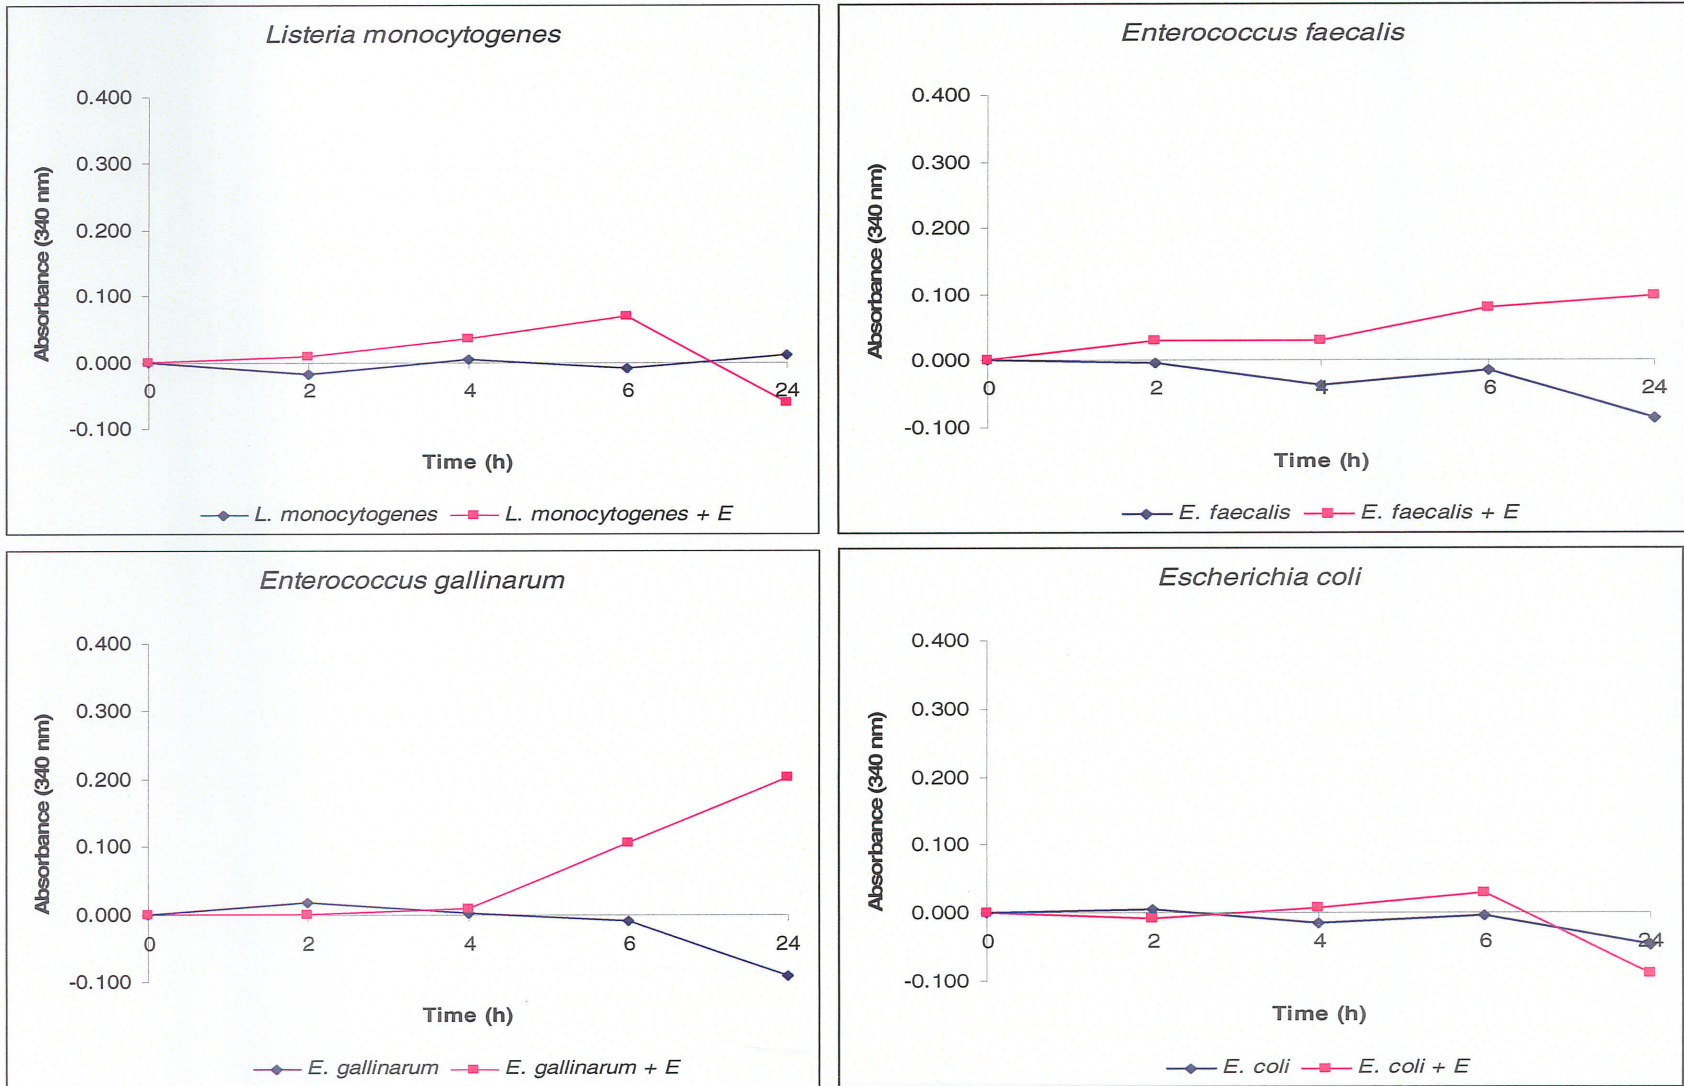 Listeria monocytogenes
0.400
0.300
0.200
0.100
0.000
-0.100
Absorbance (340 nm)
0 2 4 6 24
Time (h)
L. monocytogenes L. monocytogenes + E
Enterococcus faecalis
0.400
0.300
0.200
0.100
0.000
-0.100
Absorbance (340 nm)
0 2 4 6 24
Time (h)
E. faecalis E. faecalis + E
Enterococcus gallinarum
0.400
0.300
0.200
0.100
0.000
-0.100
Absorbance (340 nm)
0 2 4 6 24
Time (h)
E. gallinarum E. gallinarum + E
Escherichia coli
0.400
0.300
0.200
0.100
0.000
-0.100
Absorbance (340 nm)
0 2 4 6 24
Time (h)
E. coli E. coli + E